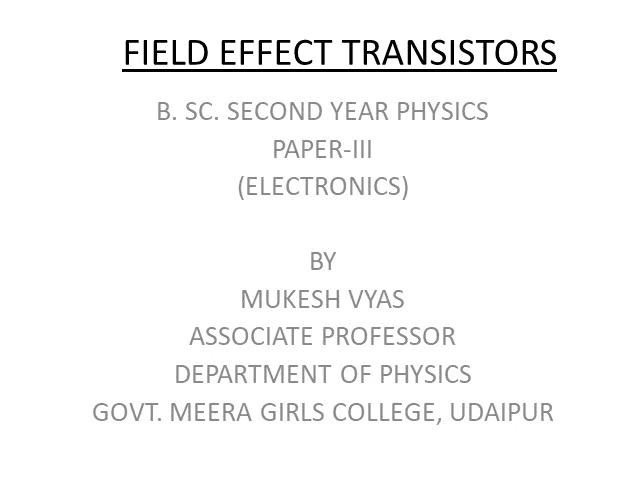 FIELD EFFECT TRANSISTORS
B. SC. SECOND YEAR PHYSICS
PAPER-III
(ELECTRONICS)
BY
MUKESH VYAS
ASSOCIATE PROFESSOR
DEPARTMENT OF PHYSICS
GOVT. MEERA GIRLS COLLEGE, UDAIPUR